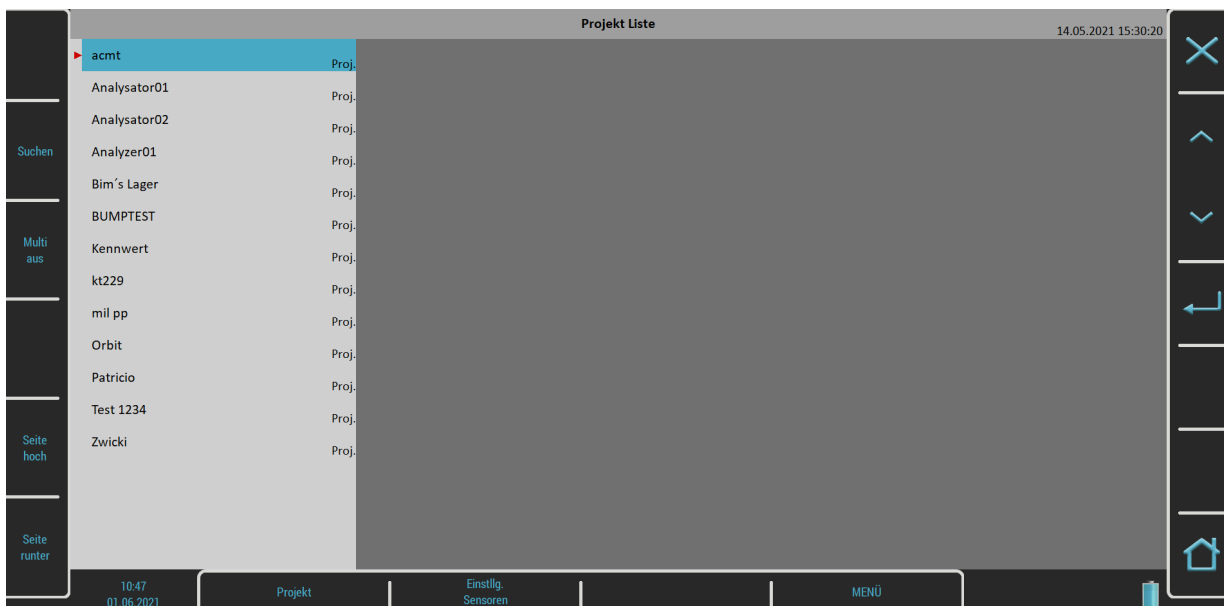 Projekt Liste
14.05.2021 15:30:20
acmt
Proj.
Analysator01
Proj.
Analysator02
Proj.
Analyzer01
Proj.
Bim´s Lager
Proj.
BUMPTEST
Proj.
Kennwert
Proj.
kt229
Proj.
mil pp
Proj.
Orbit
Proj.
Patricio
Proj.
Test 1234
Proj.
Zwicki
Proj.
Suchen
Multi
aus
Seite
hoch
Seite
runter
10:47
01.06.2021
Projekt
Einstllg.
Sensoren
MENÜ